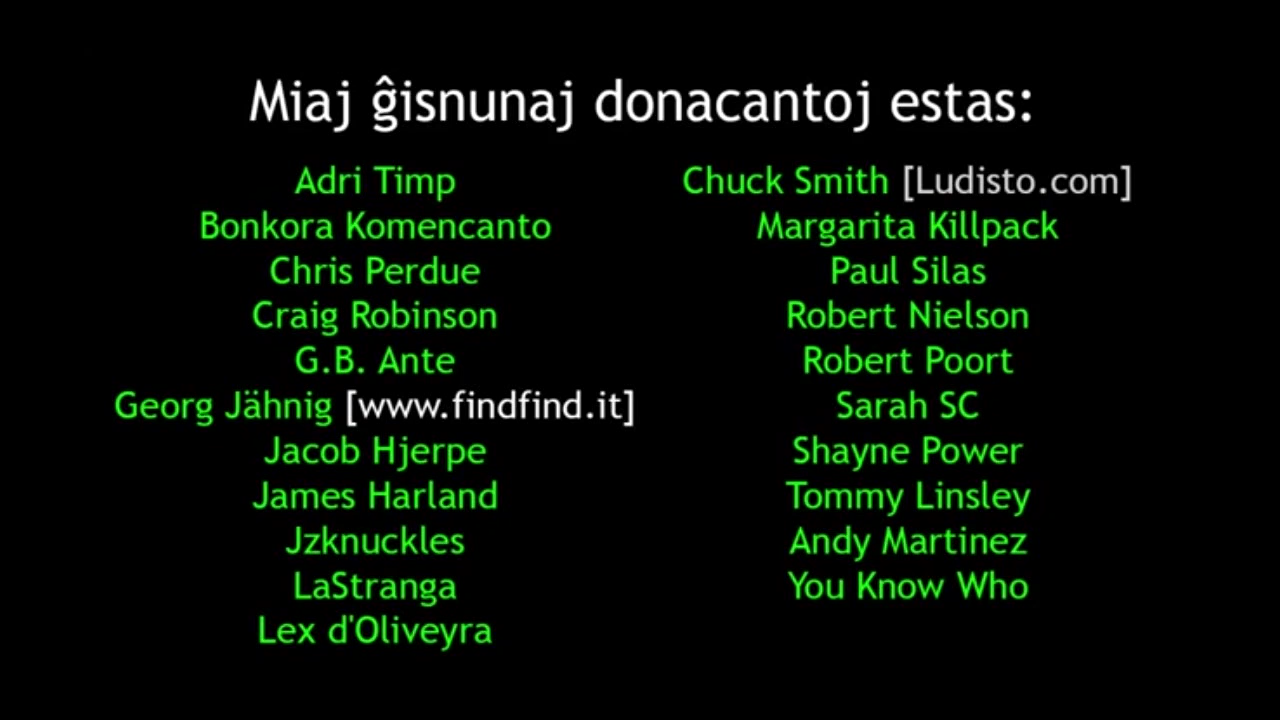 Miaj ĝisnunaj donacantoj estas:
Adri Timp
Bonkora Komencanto
Chris Perdue
Craig Robinson
G.B. Ante
Georg Jähnig [www.findfind.it]
Jacob Hjerpe
James Harland
Jzknuckles
LaStranga
Lex d'Oliveyra
Chuck Smith [Ludisto.com]
Margarita Killpack
Paul Silas
Robert Nielson
Robert Poort
Sarah SC
Shayne Power
Tommy Linsley
Andy Martinez
You Know Who